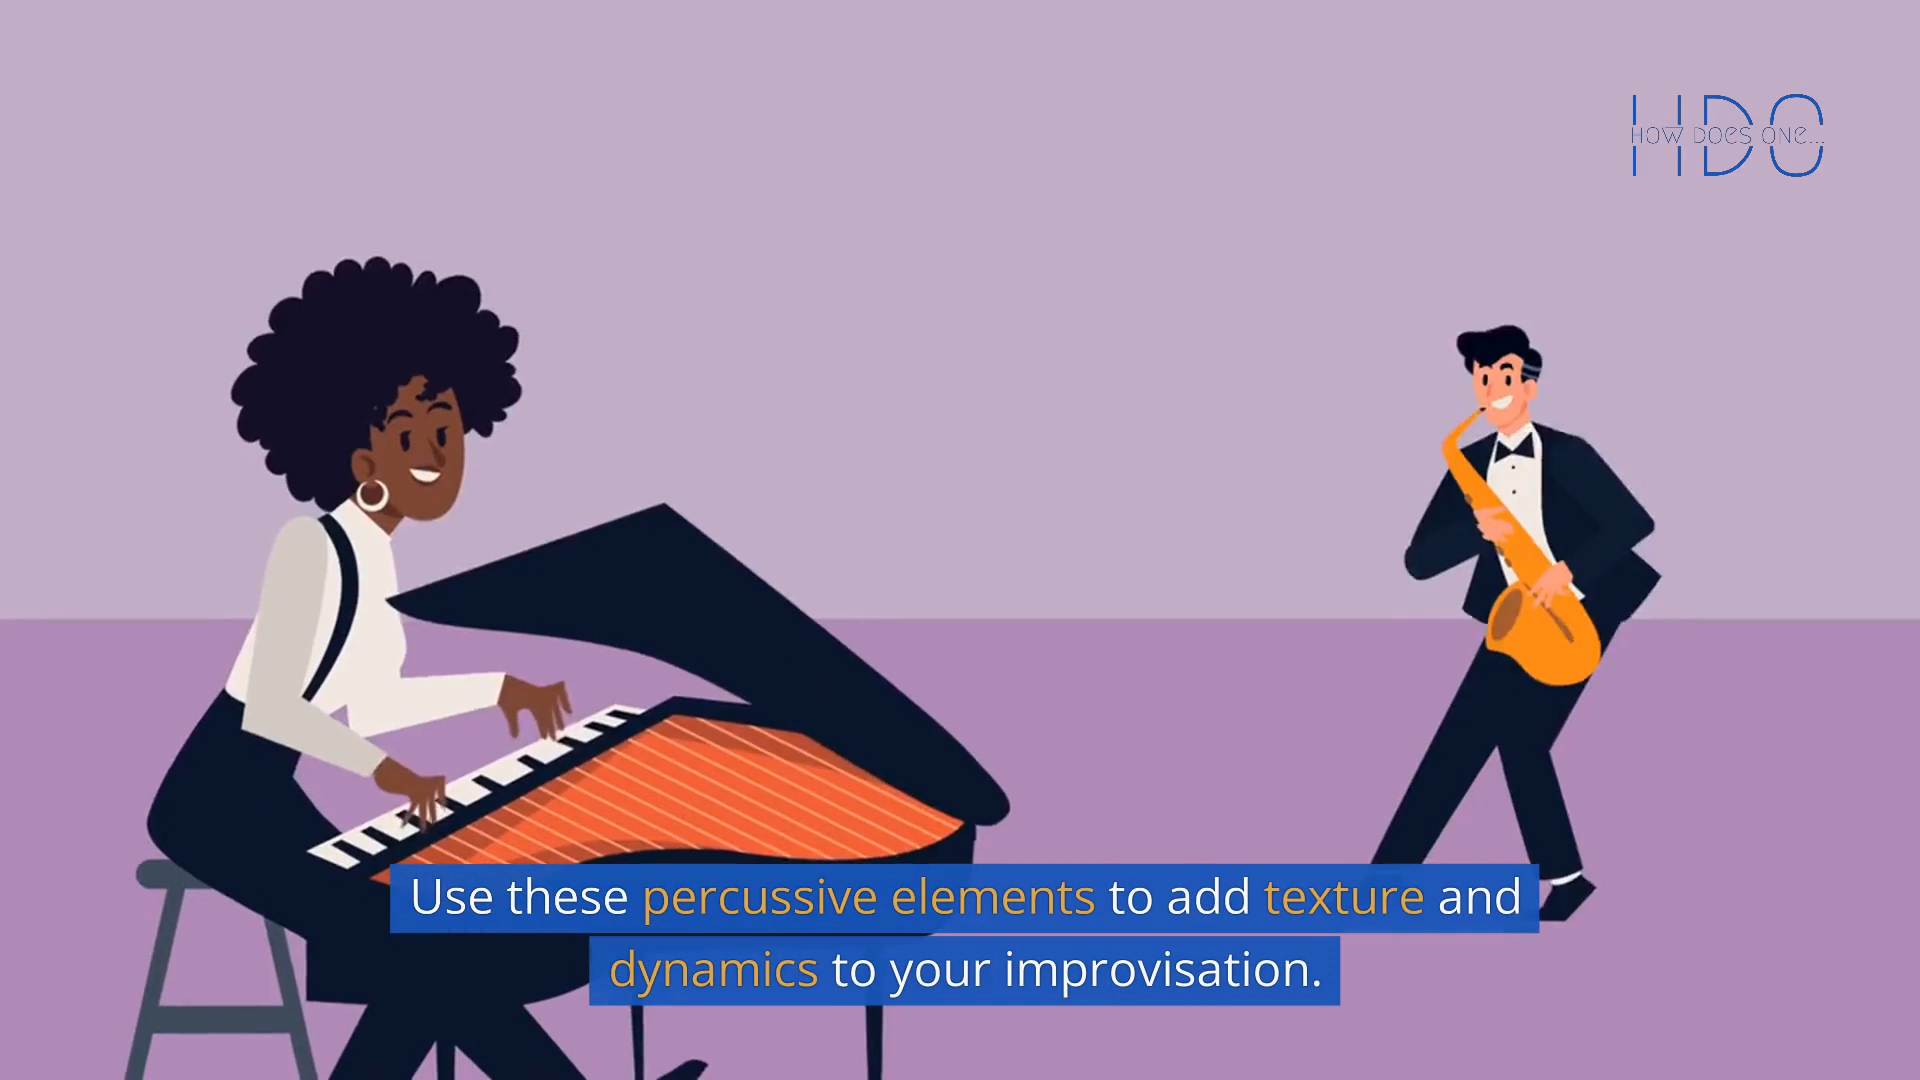 HDO
HOW DOES ONE...
Use these percussive elements to add texture and
dynamics to your improvisation.